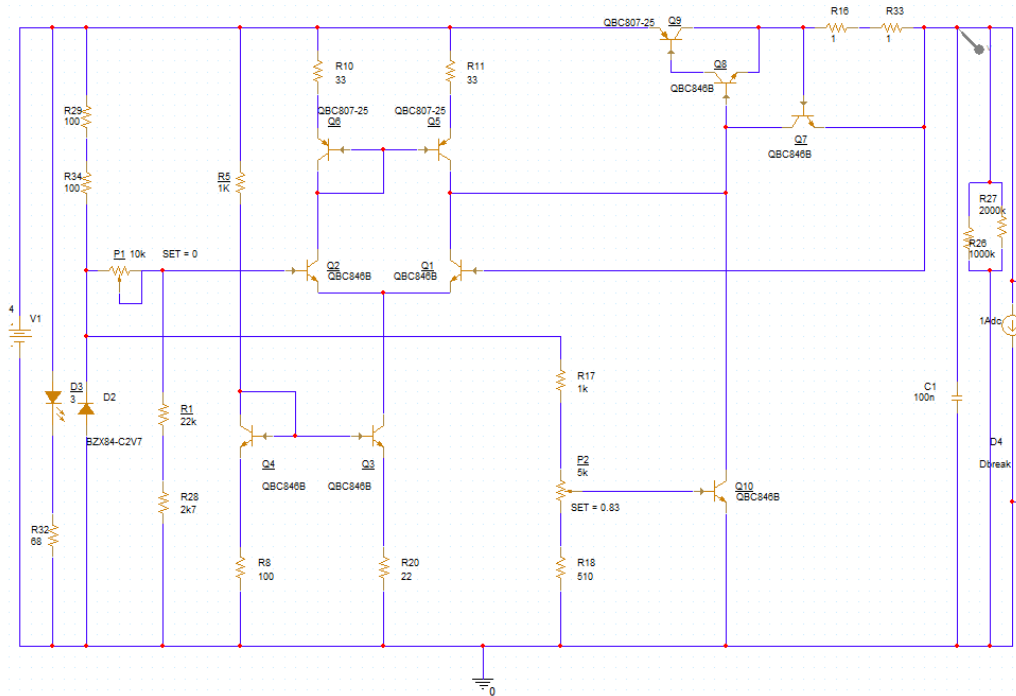 R16
1
R33
1
QBC807-25
Q9
Q8
QBC846B
Q7
QBC846B
R10
33
R11
33
QBC807-25
Q6
QBC807-25
Q5
R29
100
R34
100
R5
1K
P1 10k
SET = 0
Q2
QBC846B
Q1
QBC846B
R27
2000k
R26
1000k
4
V1
1Adc
D3
3
D2
BZX84-C2V7
R1
22k
R17
1k
C1
100n
Q4
QBC846B
Q3
QBC846B
P2
5k
SET = 0.83
Q10
QBC846B
D4
Dbreak
R28
2k7
R32
68
R8
100
R20
22
R18
510
0